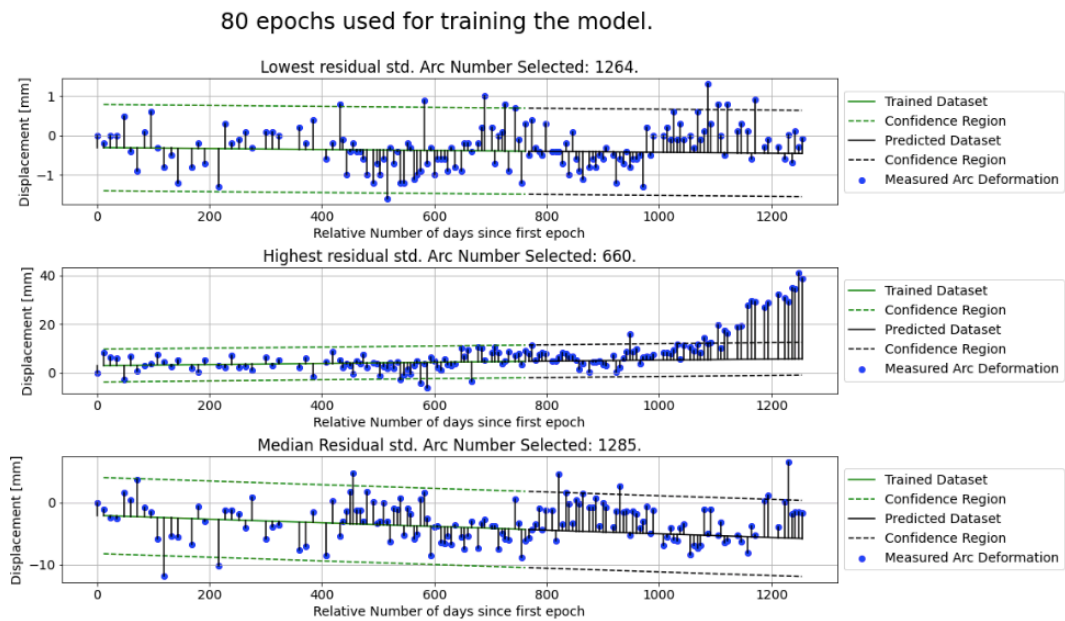 80 epochs used for training the model.
Lowest residual std. Arc Number Selected: 1264.
Displacement [mm]
1
0
−1
0 200 400 600 800 1000 1200
Relative Number of days since first epoch
Trained Dataset
Confidence Region
Predicted Dataset
Confidence Region
Measured Arc Deformation
Highest residual std. Arc Number Selected: 660.
Displacement [mm]
40
20
0
0 200 400 600 800 1000 1200
Relative Number of days since first epoch
Trained Dataset
Confidence Region
Predicted Dataset
Confidence Region
Measured Arc Deformation
Median Residual std. Arc Number Selected: 1285.
Displacement [mm]
0
−10
0 200 400 600 800 1000 1200
Relative Number of days since first epoch
Trained Dataset
Confidence Region
Predicted Dataset
Confidence Region
Measured Arc Deformation